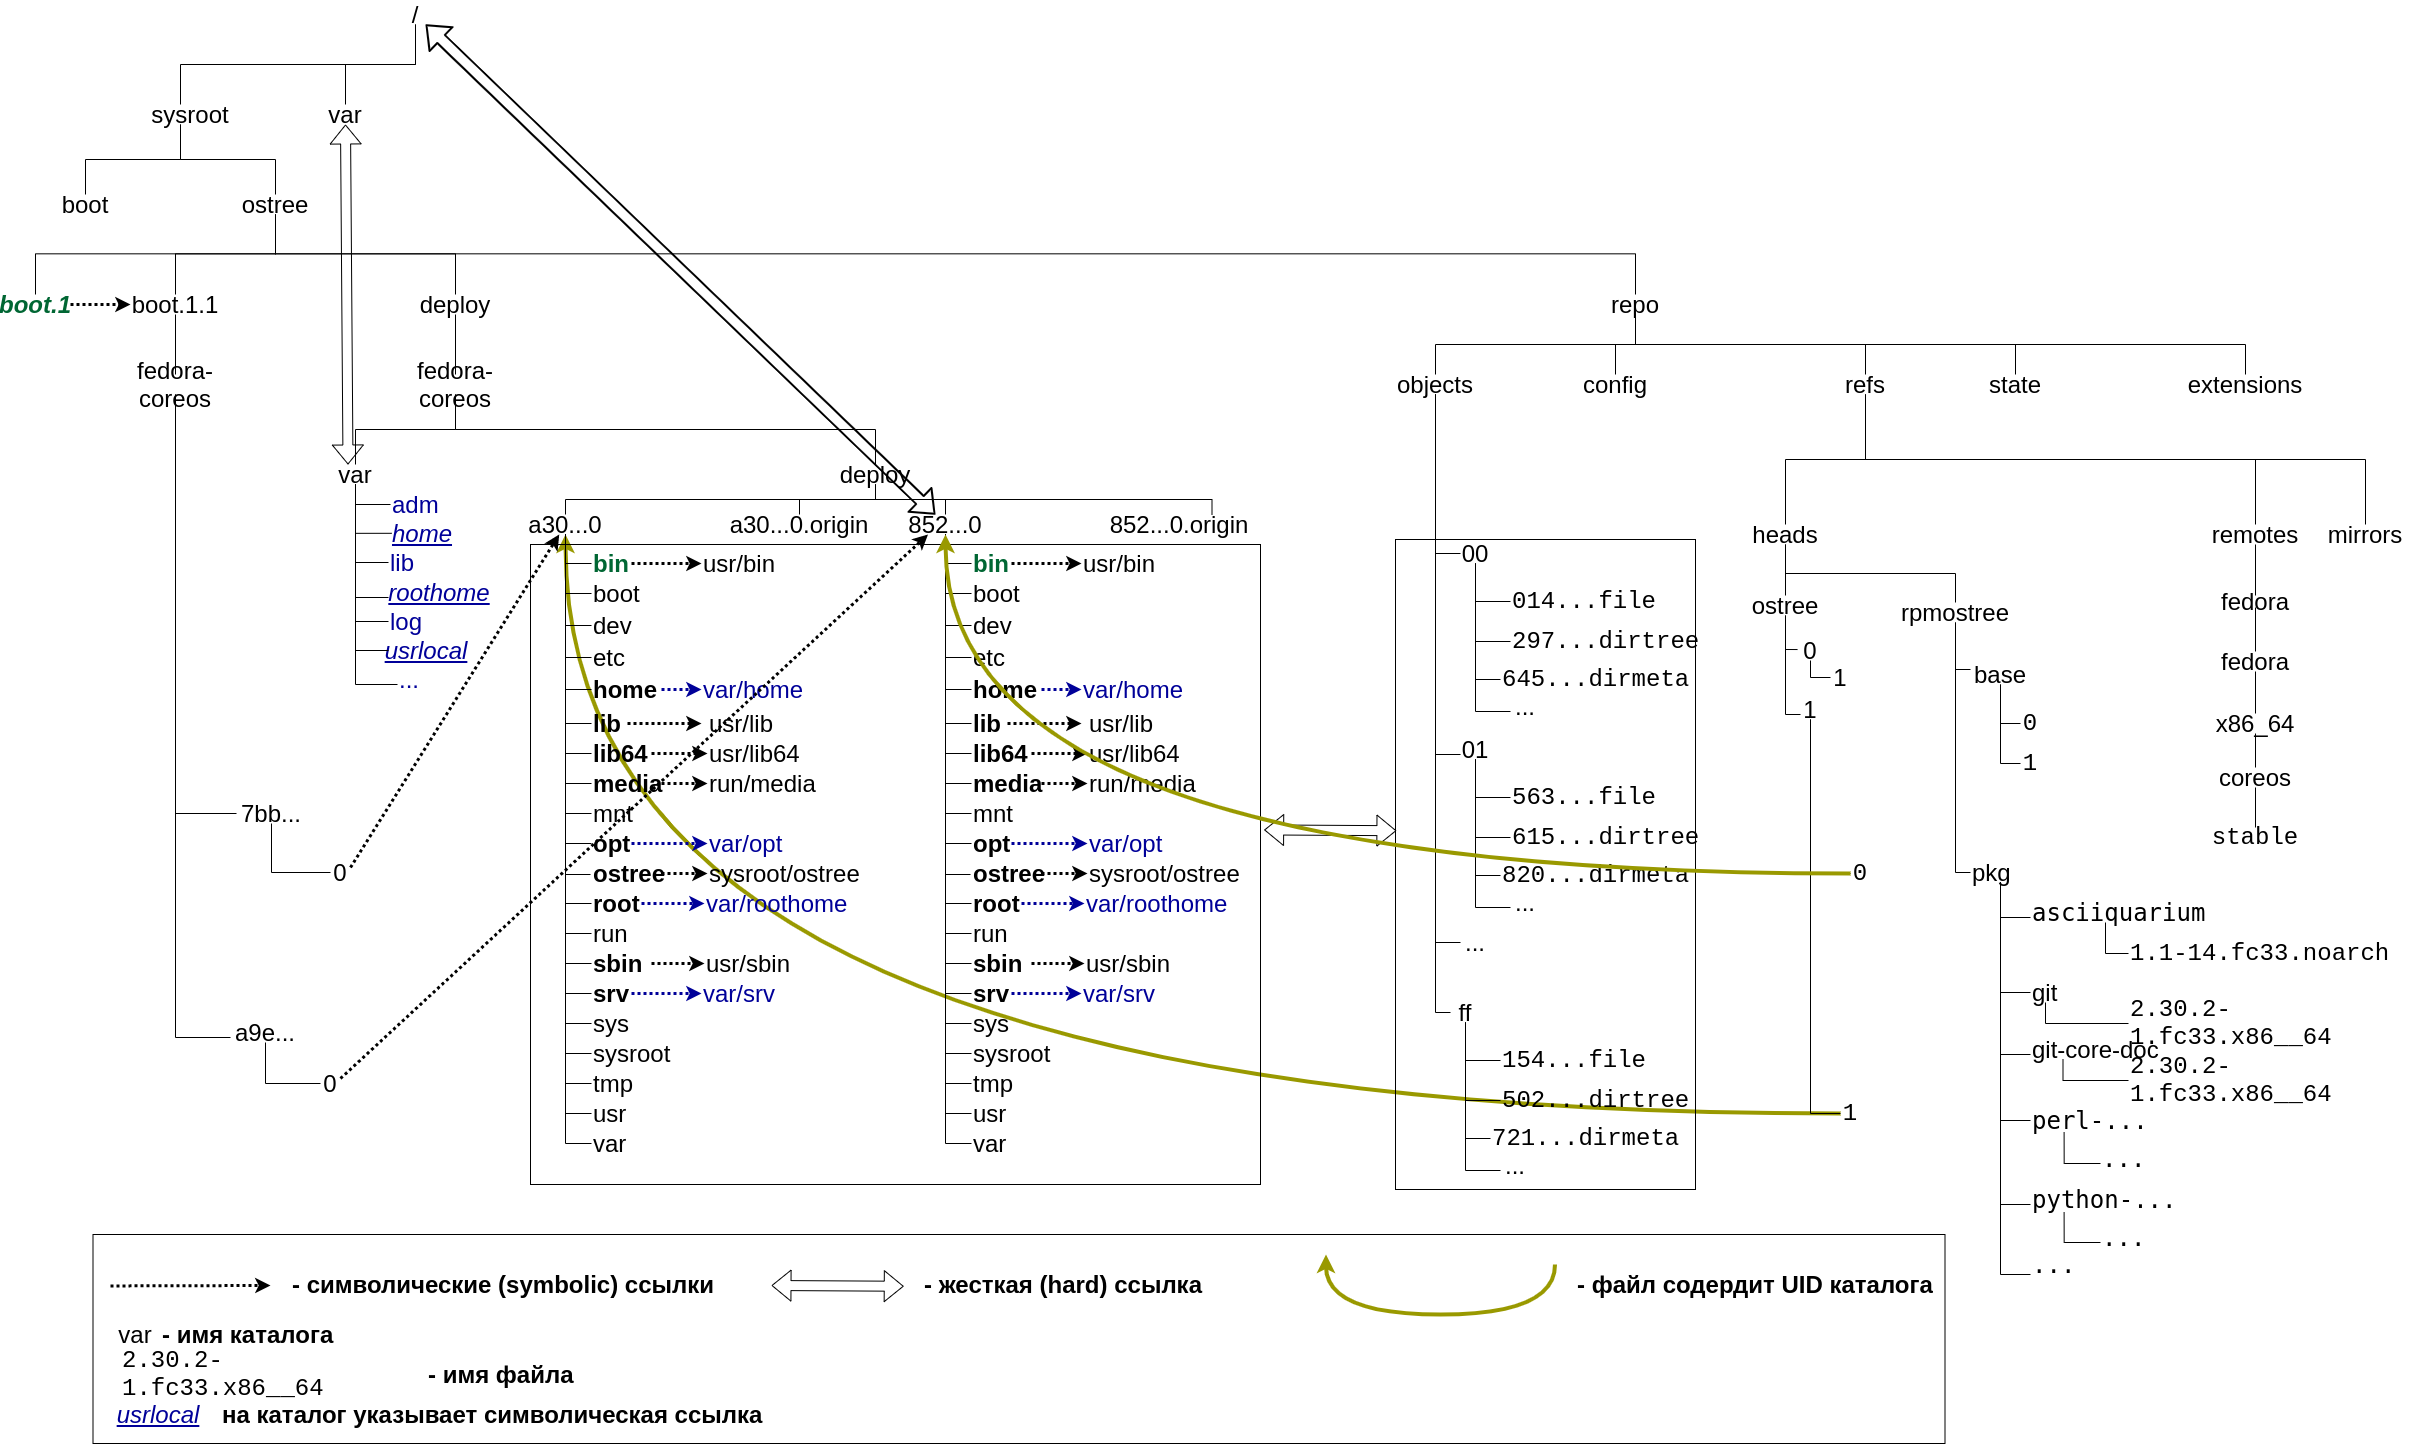 /
sysroot
var
boot
ostree
boot.1
boot.1.1
deploy
repo
fedora-
coreos
fedora-
coreos
objects
config
refs
state
extensions
var
adm
home
lib
roothome
log
usrlocal
...
deploy
a30...0
a30...0.origin
852...0
852...0.origin
bin
usr/bin
boot
dev
etc
home
var/home
lib
usr/lib
lib64
usr/lib64
media
run/media
mnt
opt
var/opt
ostree
sysroot/ostree
root
var/roothome
run
sbin
usr/sbin
srv
var/srv
sys
sysroot
tmp
usr
var
bin
usr/bin
boot
dev
etc
home
var/home
lib
usr/lib
lib64
usr/lib64
media
run/media
mnt
opt
var/opt
ostree
sysroot/ostree
root
var/roothome
run
sbin
usr/sbin
srv
var/srv
sys
sysroot
tmp
usr
var
7bb...
0
a9e...
0
00
014...file
297...dirtree
645...dirmeta
...
01
563...file
615...dirtree
820...dirmeta
...
...
ff
154...file
502...dirtree
721...dirmeta
...
heads
remotes
mirrors
ostree
rpmostree
0
1
1
0
1
base
0
1
pkg
asciiquarium
1.1-14.fc33.noarch
git
2.30.2-
1.fc33.x86__64
git-core-doc
2.30.2-
1.fc33.x86__64
perl-...
...
python-...
...
...
fedora
fedora
x86_64
coreos
stable
- символические (symbolic) ссылки
- жесткая (hard) ссылка
- файл содердит UID каталога
var - имя каталога
2.30.2-
1.fc33.x86__64
- имя файла
usrlocal на каталог указывает символическая ссылка